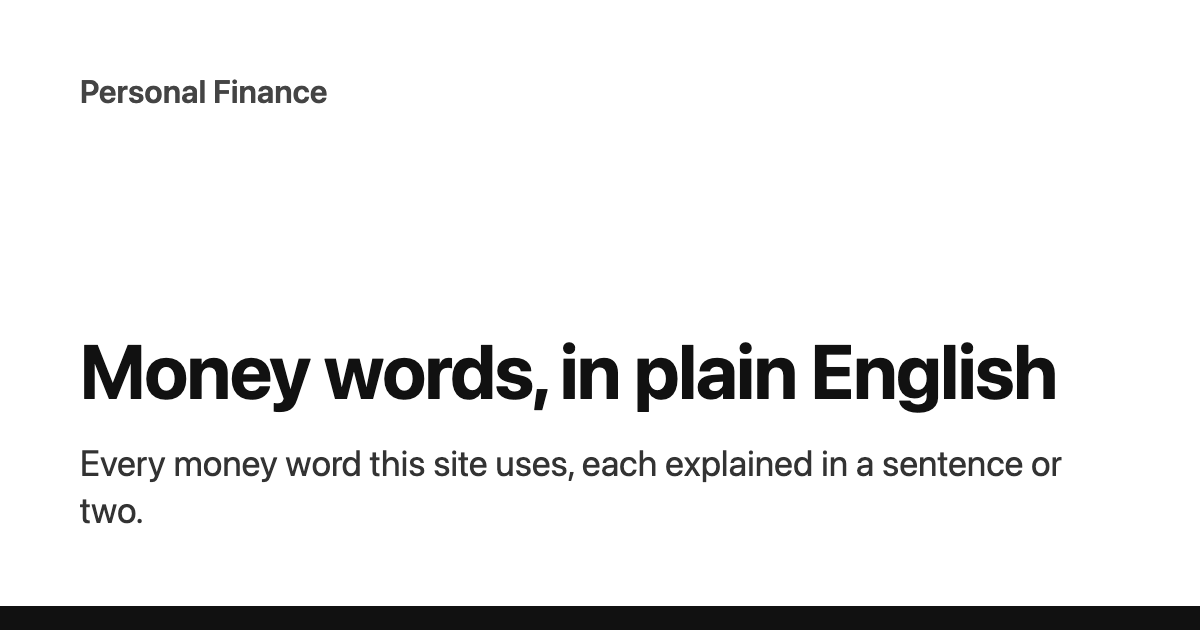 Personal Finance
Money words, in plain English
Every money word this site uses, each explained in a sentence or
two.